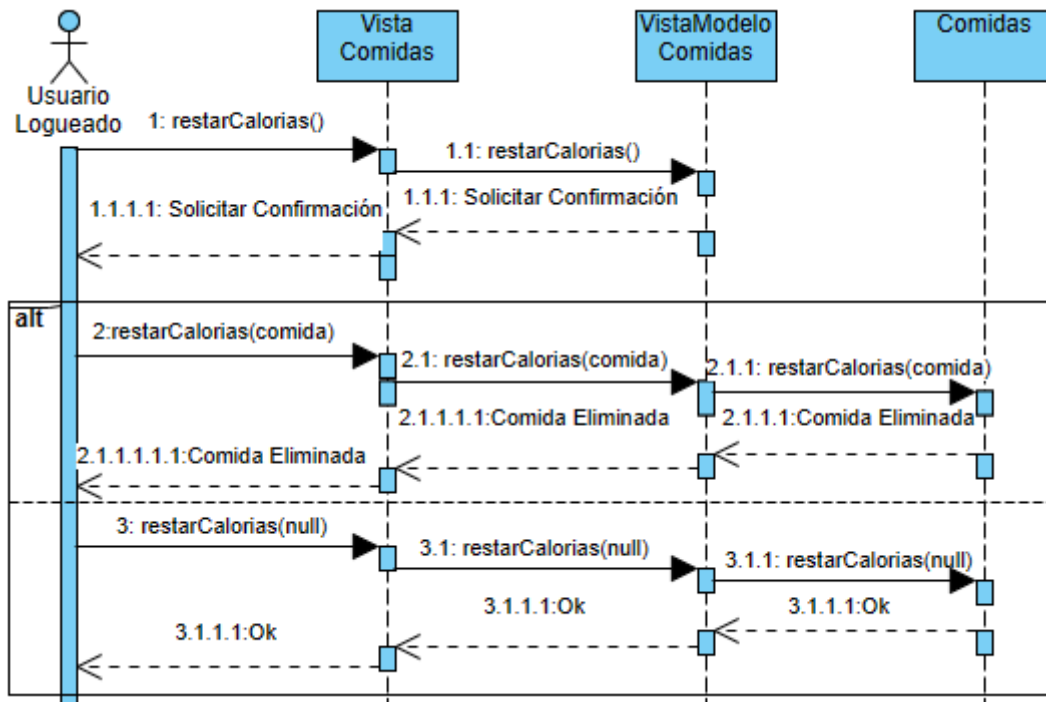 Vista
Comidas
VistaModelo
Comidas
Comidas
Usuario
Logueado
1: restarCalorias()
1.1: restarCalorias()
1.1.1: Solicitar Confirmación
1.1.1.1: Solicitar Confirmación
alt
2:restarCalorias(comida)
2.1: restarCalorias(comida)
2.1.1: restarCalorias(comida)
2.1.1.1.1:Comida Eliminada
2.1.1.1:Comida Eliminada
2.1.1.1.1.1:Comida Eliminada
3: restarCalorias(null)
3.1: restarCalorias(null)
3.1.1: restarCalorias(null)
3.1.1.1:Ok
3.1.1.1:Ok
3.1.1.1:Ok